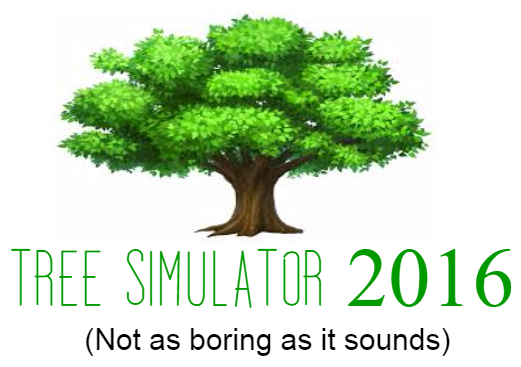 TREE SIMULATOR 2016
(Not as boring as it sounds)